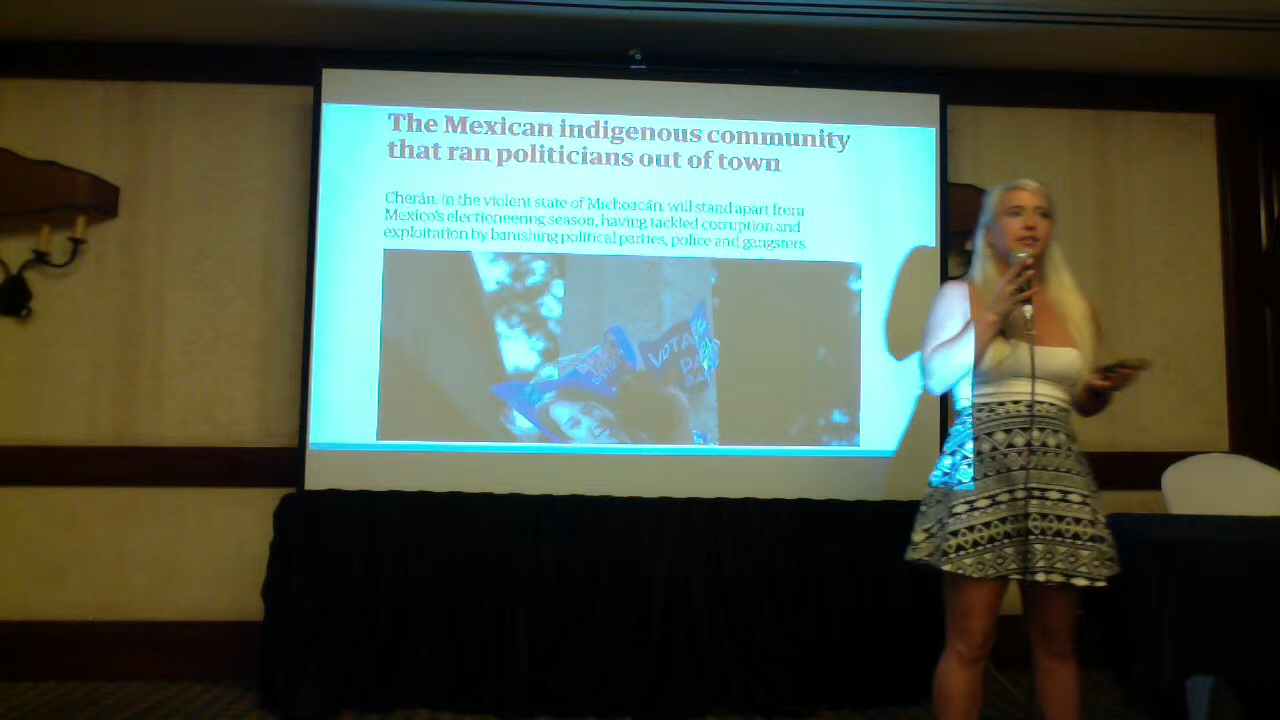 The Mexican indigenous community
that ran politicians out of town
Cherán, in the violent state of Michoacán, will stand apart from
Mexico's electioneering season, having tackled corruption and
exploitation by banishing political parties, police and gangsters
VOTA